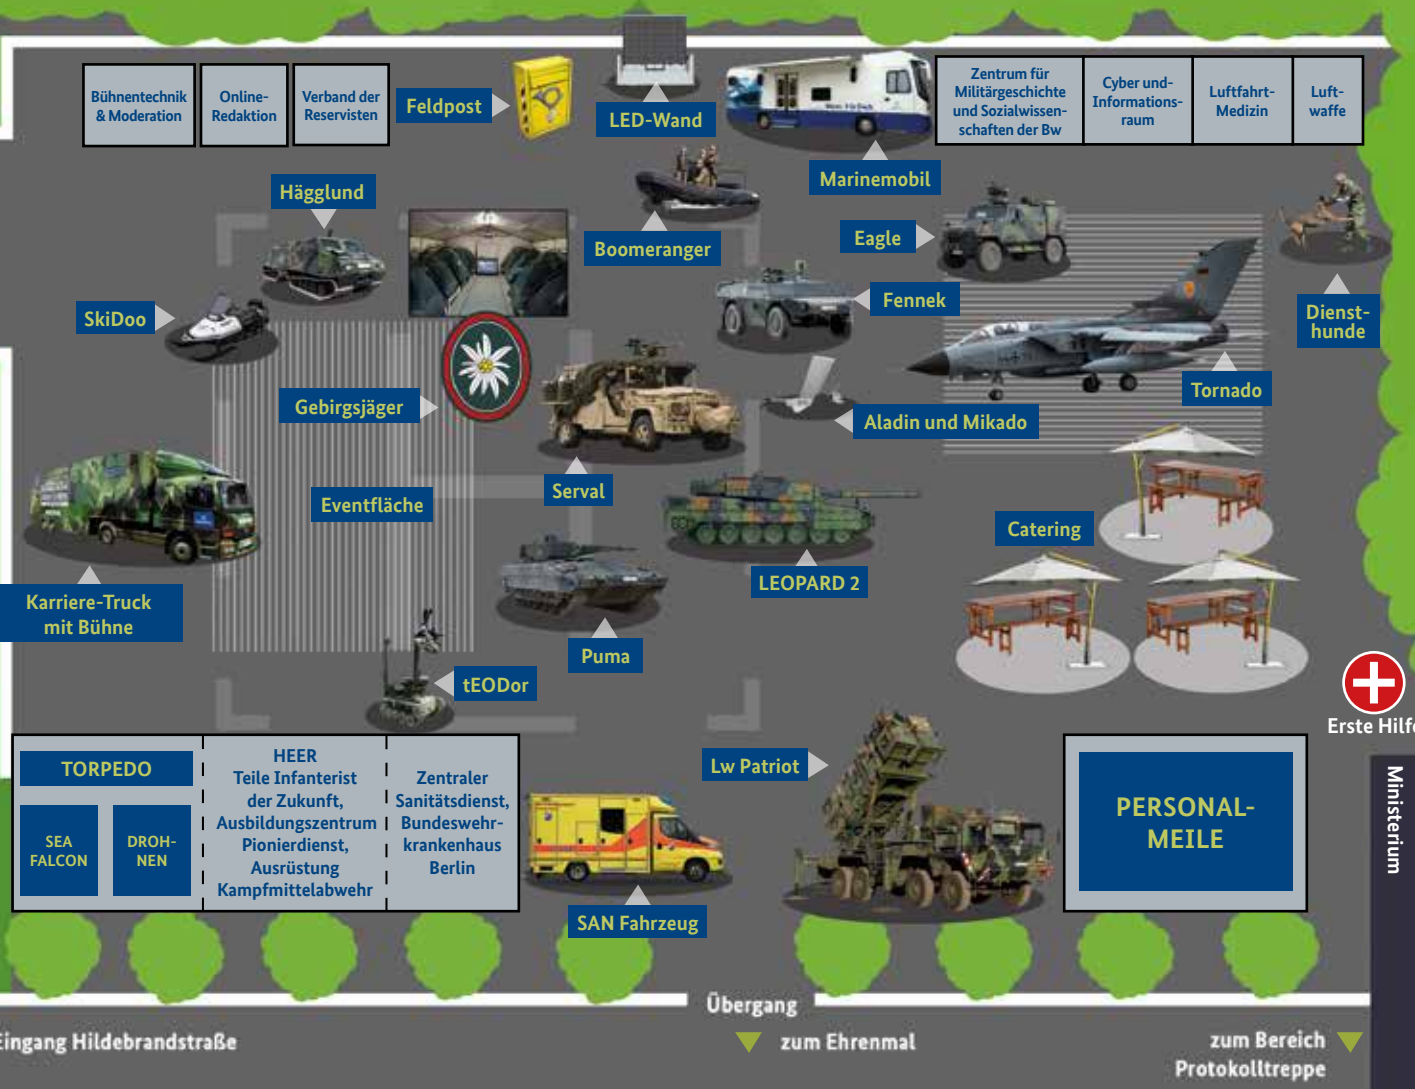 Bühnentechnik
& Moderation
Online-
Redaktion
Verband der
Reservisten
Feldpost
LED-Wand
Marinemobil
Zentrum für
Militärgeschichte
und Sozialwissen-
schaften der Bw
Cyber und-
Informations-
raum
Luftfahrt-
Medizin
Luft-
waffe
Hägglund
Boomeranger
Eagle
Fennek
Dienst-
hunde
SkiDoo
Gebirgsjäger
Tornado
Aladin und Mikado
Serval
Eventfläche
Catering
LEOPARD 2
Karriere-Truck
mit Bühne
Puma
tEODor
Erste Hilfe
TORPEDO
SEA
FALCON
DROH-
NEN
HEER
Teile Infanterist
der Zukunft,
Ausbildungszentrum
Pionierdienst,
Ausrüstung
Kampfmittelabwehr
Zentraler
Sanitätsdienst,
Bundeswehr-
krankenhaus
Berlin
Lw Patriot
PERSONAL-
MEILE
Ministerium
SAN Fahrzeug
Übergang
Eingang Hildebrandstraße
zum Ehrenmal
zum Bereich
Protokolltreppe